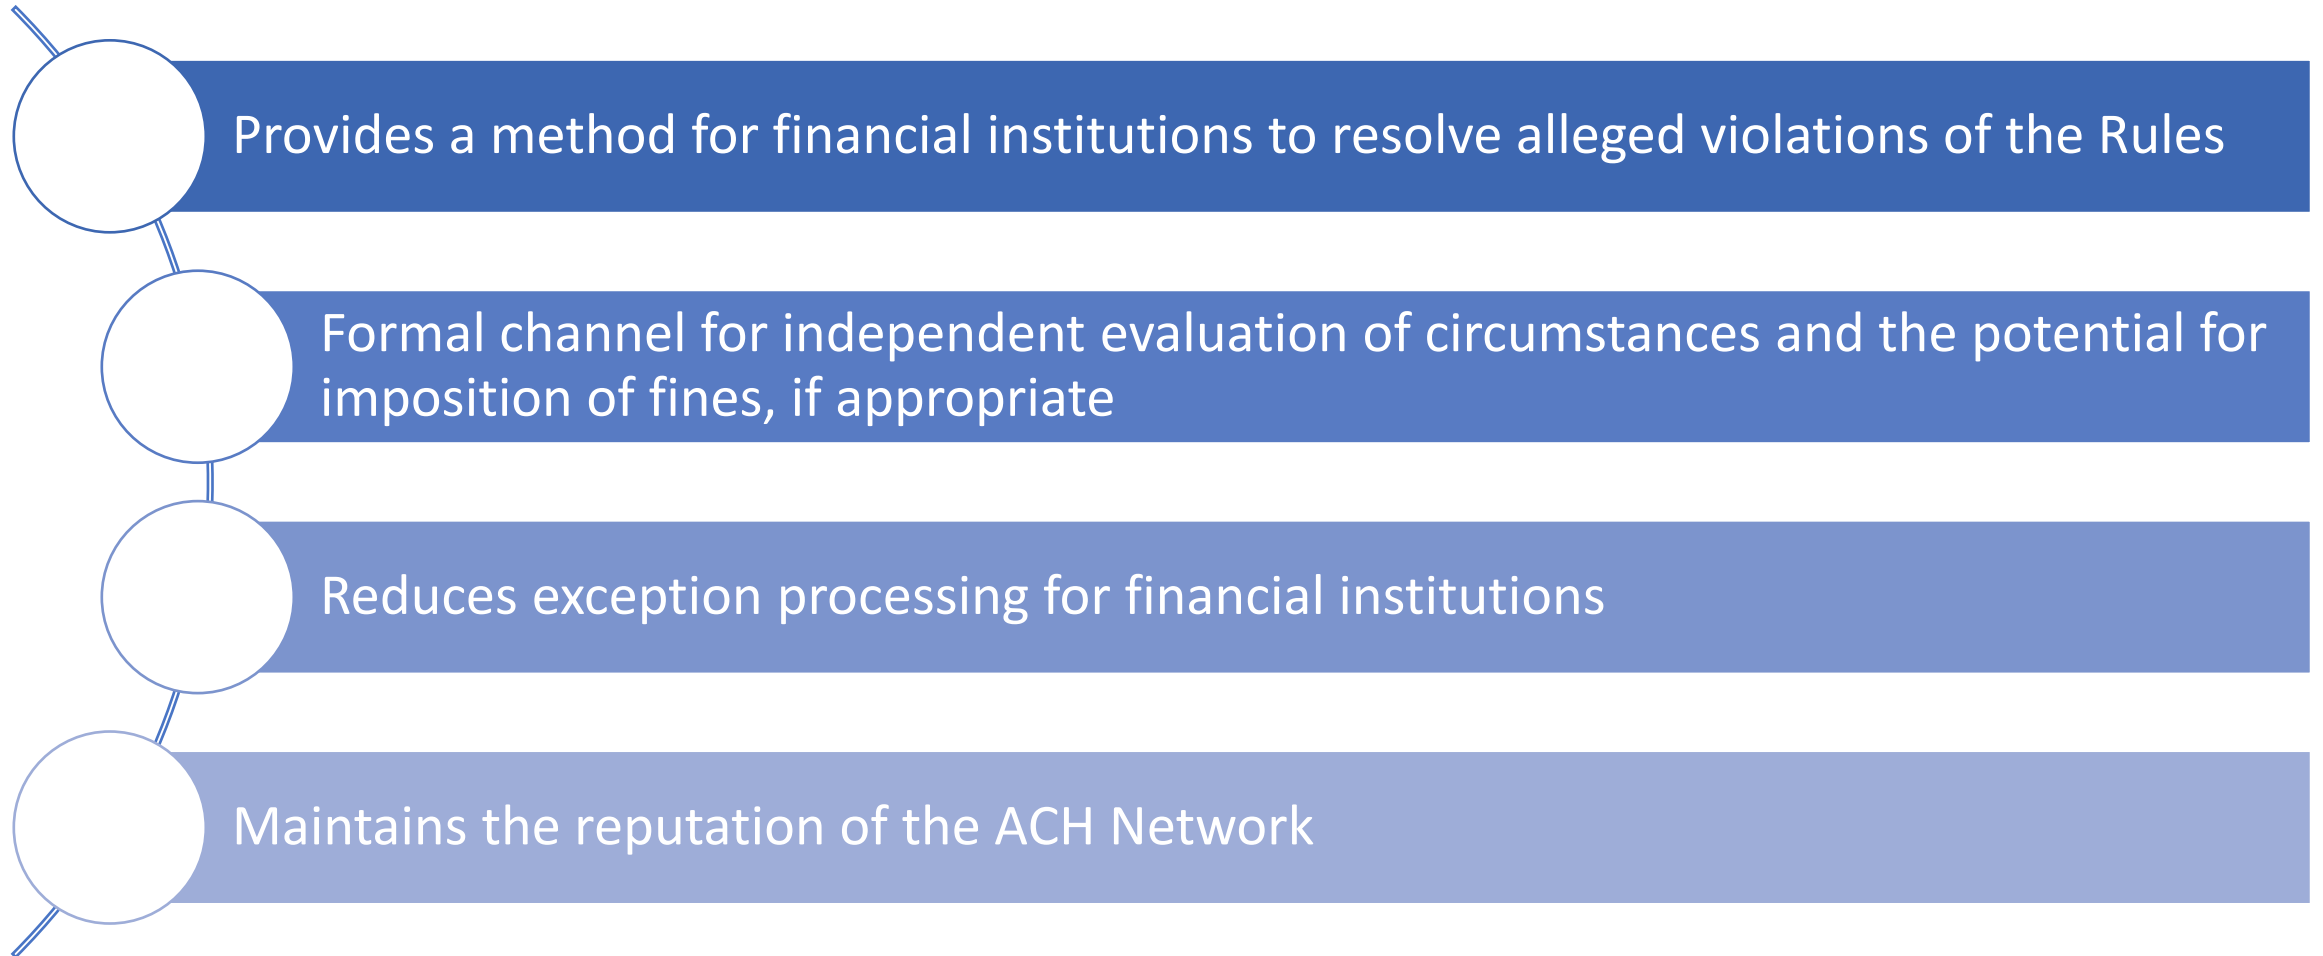 Provides a method for financial institutions to resolve alleged violations of the Rules
Formal channel for independent evaluation of circumstances and the potential for
imposition of fines, if appropriate
Reduces exception processing for financial institutions
Maintains the reputation of the ACH Network